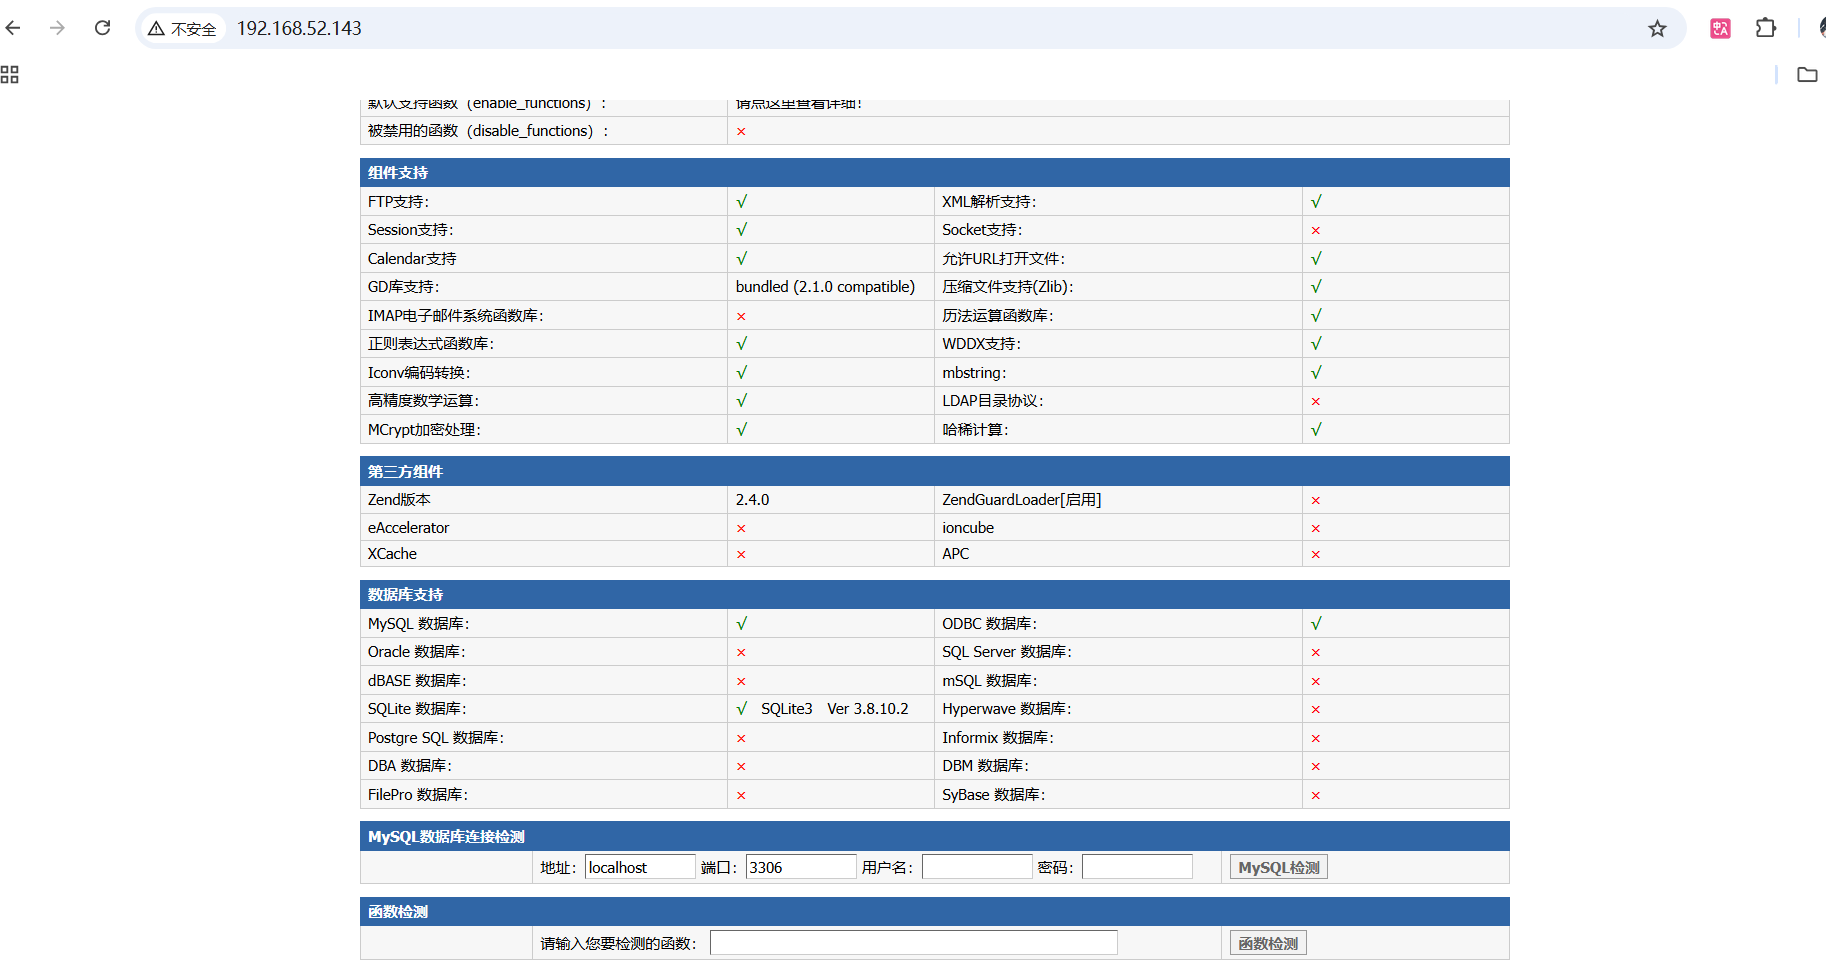 不安全 192.168.52.143
默认支持函数（enable_functions）： 请点这里查看详细！
被禁用的函数（disable_functions）： ×
组件支持
FTP支持： √ XML解析支持： √
Session支持： √ Socket支持： ×
Calendar支持 √ 允许URL打开文件： √
GD库支持： bundled (2.1.0 compatible) 压缩文件支持(Zlib)： √
IMAP电子邮件系统函数库： × 历法运算函数库： √
正则表达式函数库： √ WDDX支持： √
Iconv编码转换： √ mbstring： √
高精度数学运算： √ LDAP目录协议： ×
MCrypt加密处理： √ 哈稀计算： √
第三方组件
Zend版本 2.4.0 ZendGuardLoader[启用] ×
eAccelerator × ioncube ×
XCache × APC ×
数据库支持
MySQL 数据库： √ ODBC 数据库： √
Oracle 数据库： × SQL Server 数据库： ×
dBASE 数据库： × mSQL 数据库： ×
SQLite 数据库： √ SQLite3 Ver 3.8.10.2 Hyperwave 数据库： ×
Postgre SQL 数据库： × Informix 数据库： ×
DBA 数据库： × DBM 数据库： ×
FilePro 数据库： × SyBase 数据库： ×
MySQL数据库连接检测
地址： localhost 端口： 3306 用户名： 密码： MySQL检测
函数检测
请输入您要检测的函数： 函数检测